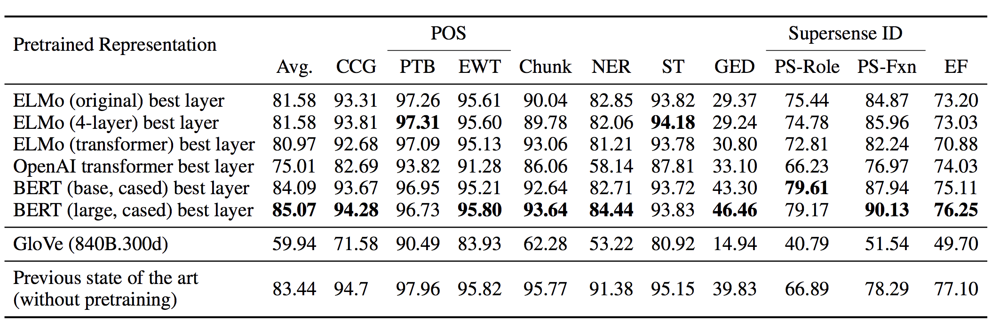 POS Supersense ID
Pretrained Representation
Avg. CCG PTB EWT Chunk NER ST GED PS-Role PS-Fxn EF
ELMo (original) best layer 81.58 93.31 97.26 95.61 90.04 82.85 93.82 29.37 75.44 84.87 73.20
ELMo (4-layer) best layer 81.58 93.81 97.31 95.60 89.78 82.06 94.18 29.24 74.78 85.96 73.03
ELMo (transformer) best layer 80.97 92.68 97.09 95.13 93.06 81.21 93.78 30.80 72.81 82.24 70.88
OpenAI transformer best layer 75.01 82.69 93.82 91.28 86.06 58.14 87.81 33.10 66.23 76.97 74.03
BERT (base, cased) best layer 84.09 93.67 96.95 95.21 92.64 82.71 93.72 43.30 79.61 87.94 75.11
BERT (large, cased) best layer 85.07 94.28 96.73 95.80 93.64 84.44 93.83 46.46 79.17 90.13 76.25
GloVe (840B.300d) 59.94 71.58 90.49 83.93 62.28 53.22 80.92 14.94 40.79 51.54 49.70
Previous state of the art
(without pretraining) 83.44 94.7 97.96 95.82 95.77 91.38 95.15 39.83 66.89 78.29 77.10